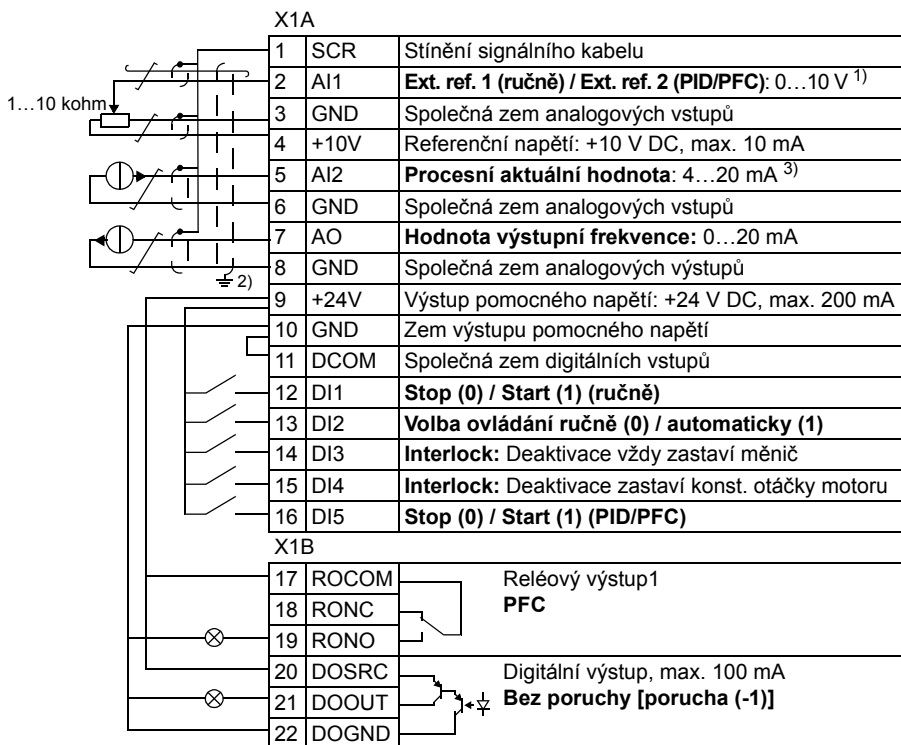 X1A
1 SCR Stínění signálního kabelu
2 AI1 Ext. ref. 1 (ručně) / Ext. ref. 2 (PID/PFC): 0…10 V 1)
1…10 kohm
3 GND Společná zem analogových vstupů
4 +10V Referenční napětí: +10 V DC, max. 10 mA
5 AI2 Procesní aktuální hodnota: 4…20 mA 3)
6 GND Společná zem analogových vstupů
7 AO Hodnota výstupní frekvence: 0…20 mA
8 GND Společná zem analogových výstupů
2)
9 +24V Výstup pomocného napětí: +24 V DC, max. 200 mA
10 GND Zem výstupu pomocného napětí
11 DCOM Společná zem digitálních vstupů
12 DI1 Stop (0) / Start (1) (ručně)
13 DI2 Volba ovládání ručně (0) / automaticky (1)
14 DI3 Interlock: Deaktivace vždy zastaví měnič
15 DI4 Interlock: Deaktivace zastaví konst. otáčky motoru
16 DI5 Stop (0) / Start (1) (PID/PFC)
X1B
17 ROCOM Reléový výstup1
18 RONC PFC
19 RONO
20 DOSRC Digitální výstup, max. 100 mA
21 DOOUT Bez poruchy [porucha (-1)]
22 DOGND